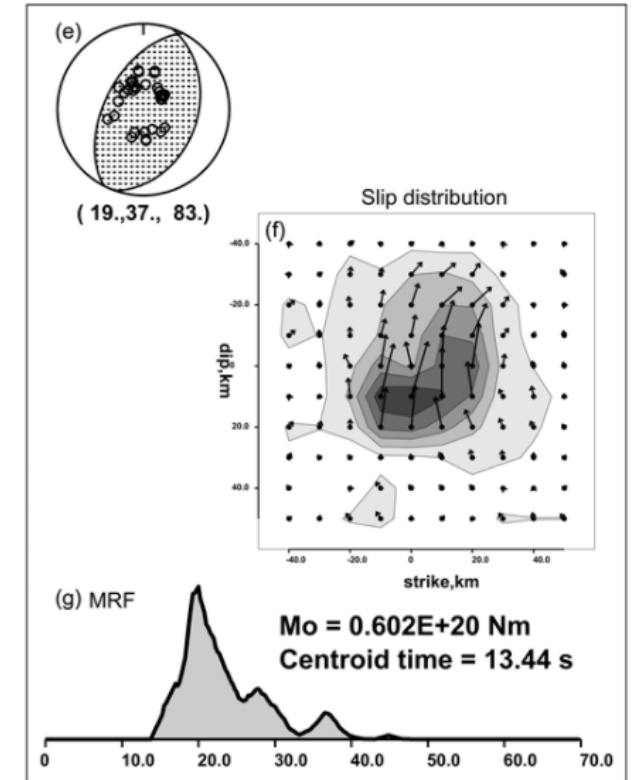 (e)
( 19.,37., 83.)
Slip distribution
(f)
-40.0
-20.0
dip,km
20.0
40.0
-40.0
-20.0
0
20.0
40.0
strike,km
(g) MRF
Mo = 0.602E+20 Nm
Centroid time = 13.44 s
0 10.0 20.0 30.0 40.0 50.0 60.0 70.0